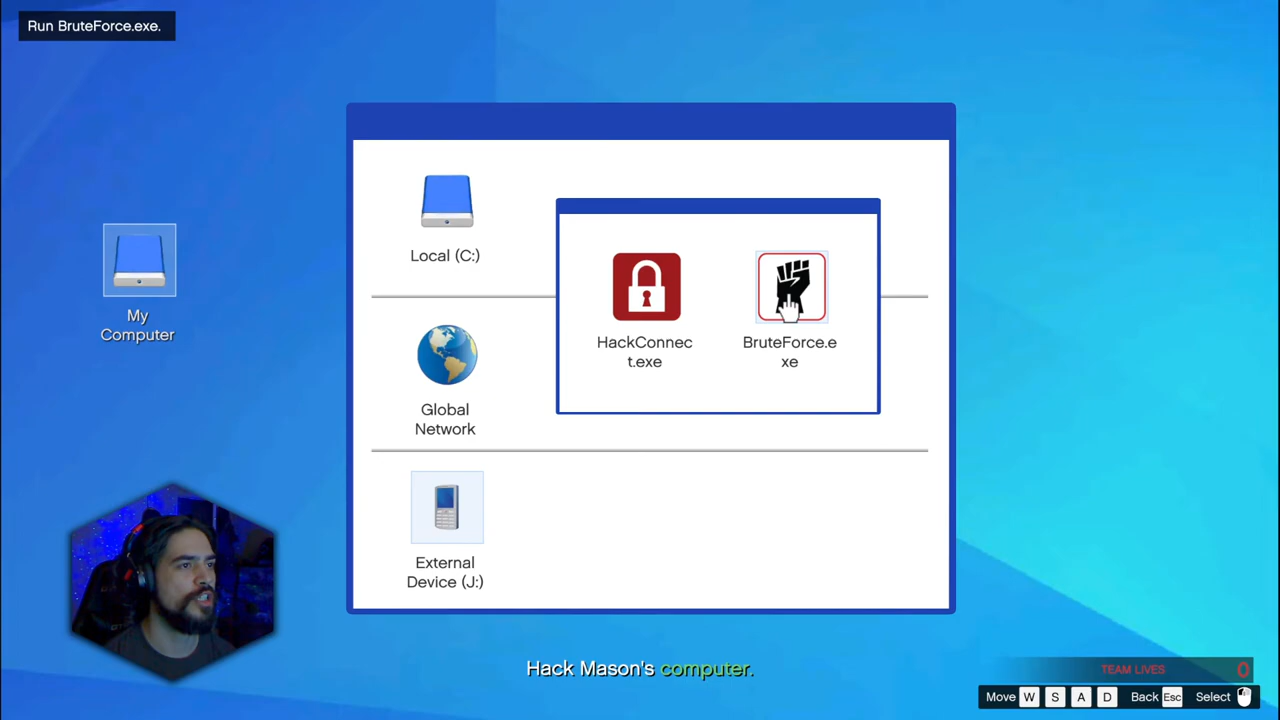 Run BruteForce.exe.
Local (C:)
HackConnec
t.exe
BruteForce.e
xe
My
Computer
Global
Network
External
Device (J:)
Hack Mason's computer.
TEAM LIVES 0
Move W S A D Back Esc Select